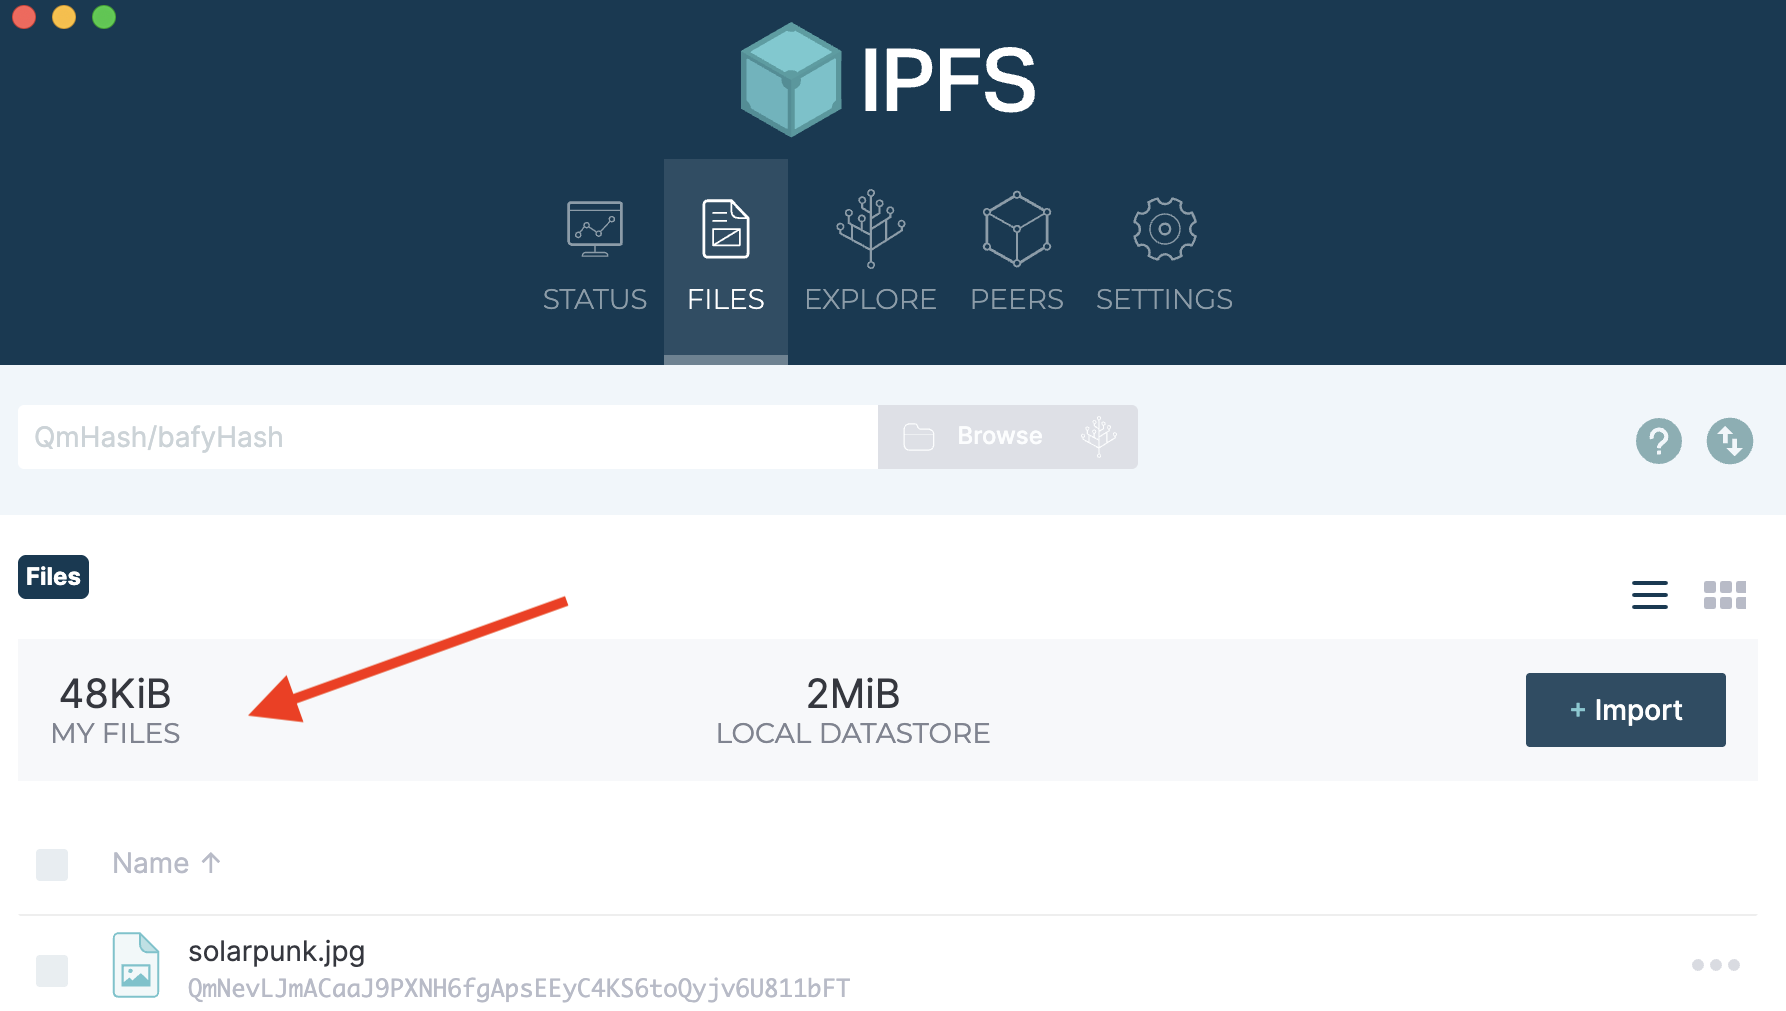 IPFS
STATUS
FILES
EXPLORE
PEERS
SETTINGS
QmHash/bafyHash
Browse
?
Files
48KiB
MY FILES
2MiB
LOCAL DATASTORE
+ Import
Name ↑
solarpunk.jpg
QmNevLJmACaaJ9PXNH6fgApsEEyC4KS6toQyjv6U811bFT